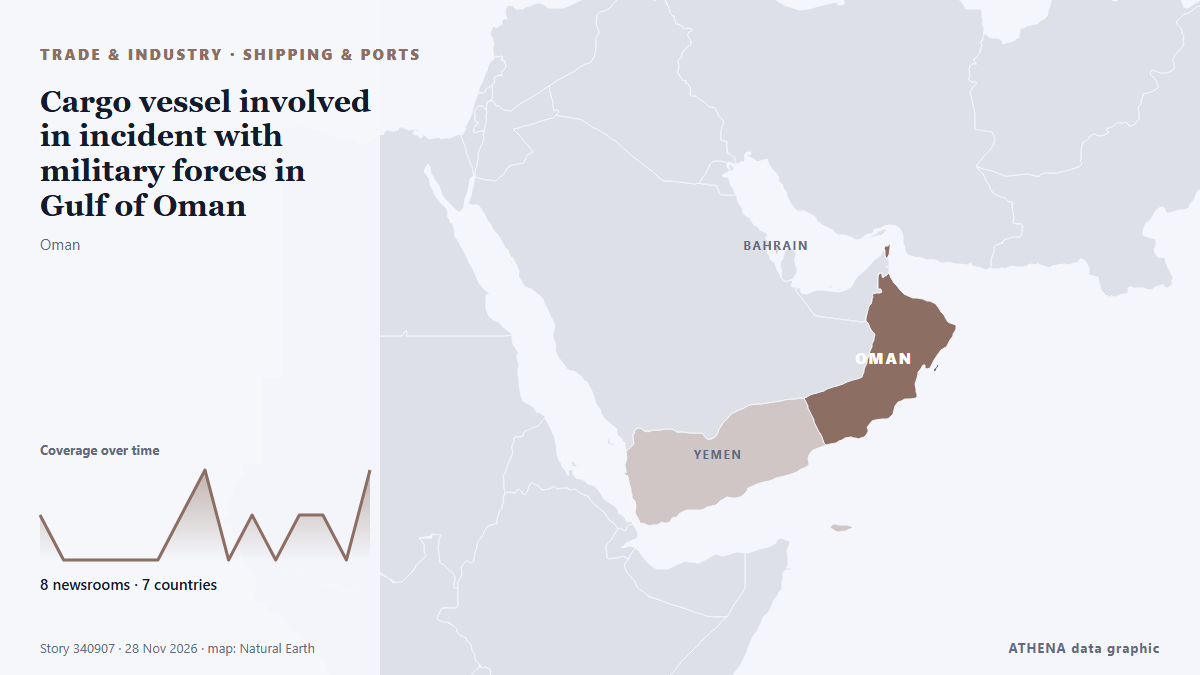 TRADE & INDUSTRY · SHIPPING & PORTS
Cargo vessel involved
in incident with
military forces in
Gulf of Oman
Oman
BAHRAIN
OMAN
YEMEN
Coverage over time
8 newsrooms · 7 countries
Story 340907 · 28 Nov 2026 · map: Natural Earth
ATHENA data graphic